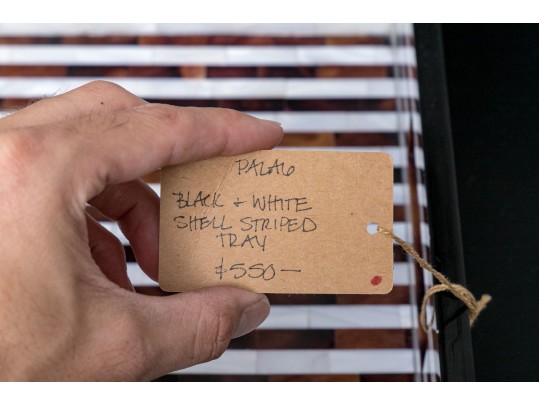 PALAU
BLACK + WHITE
SHELL STRIPED
TRAY
$550—